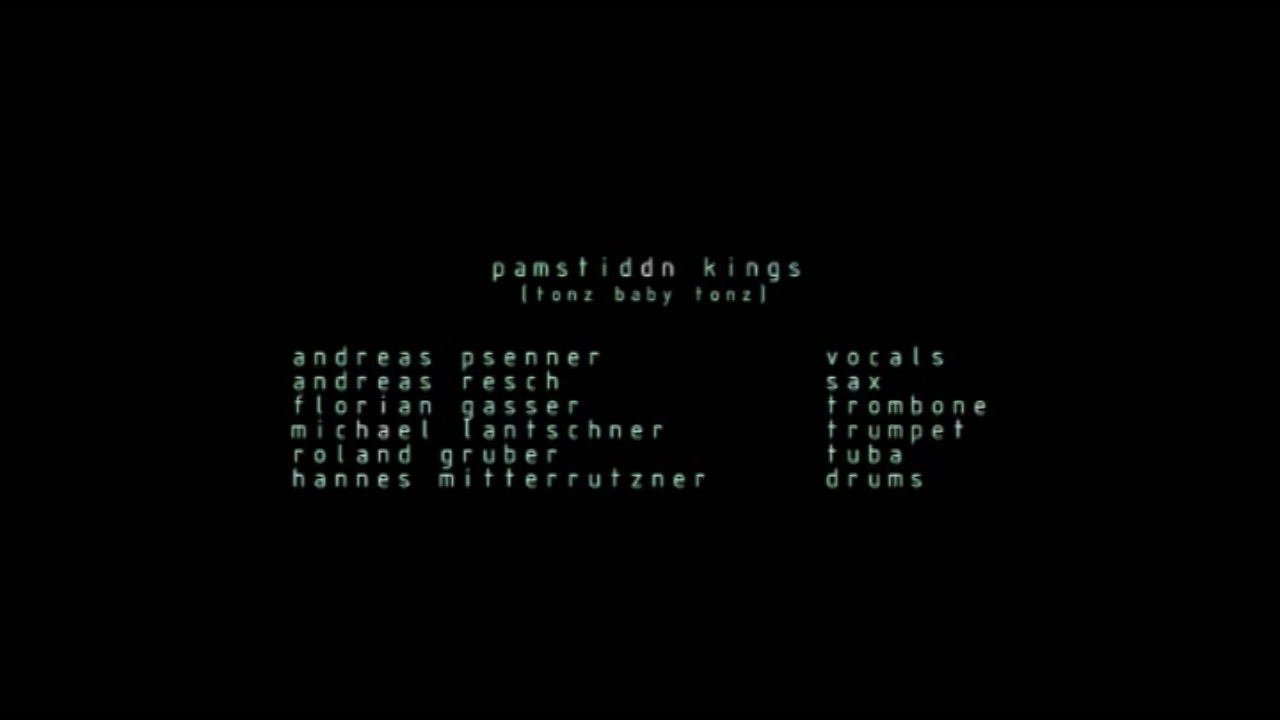 pamstiddn kings
(tonz baby tonz)
andreas psenner vocals
andreas resch sax
florian gasser trombone
michael lantschner trumpet
roland gruber tuba
hannes mitterrutzner drums